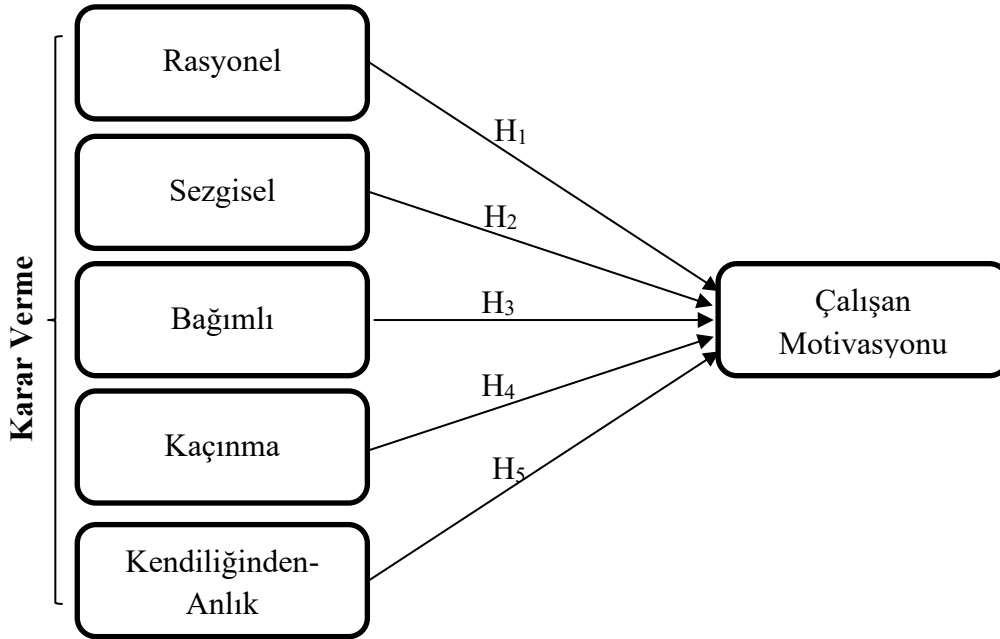 Karar Verme
Rasyonel
Sezgisel
Bağımlı
Kaçınma
Kendiliğinden-
Anlık
H1
H2
H3
H4
H5
Çalışan
Motivasyonu